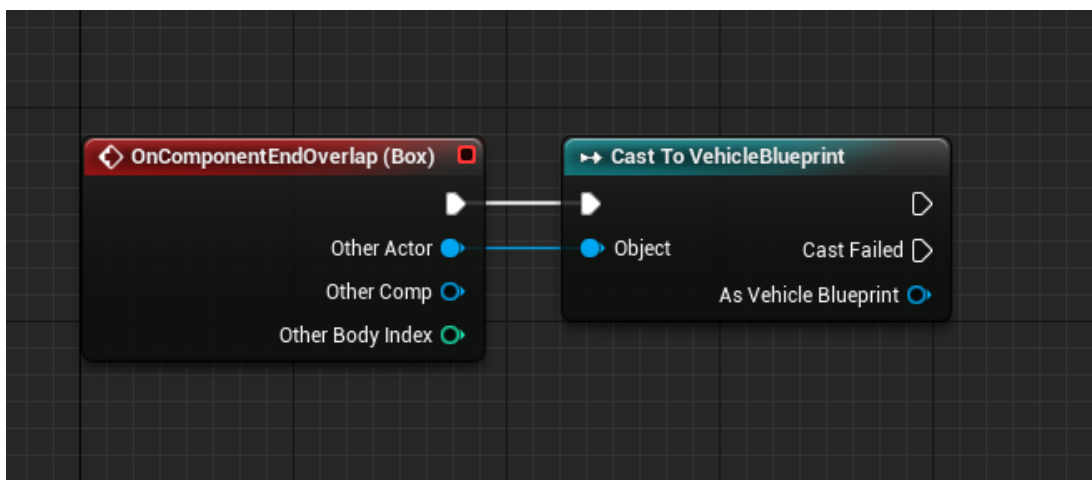 OnComponentEndOverlap (Box)
Other Actor
Other Comp
Other Body Index
Cast To VehicleBlueprint
Object
Cast Failed
As Vehicle Blueprint